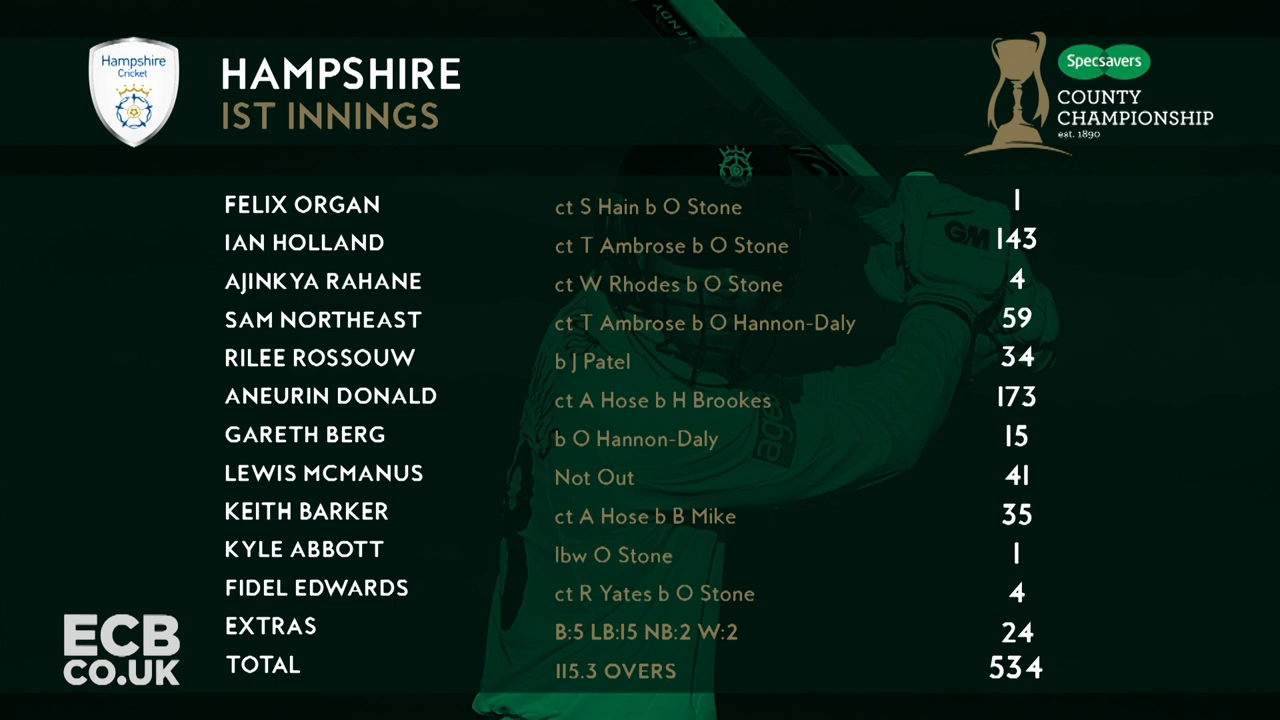 Hampshire
Cricket
HAMPSHIRE
1ST INNINGS
Specsavers
COUNTY
CHAMPIONSHIP
est. 1890
HENDY
GM
FELIX ORGAN ct S Hain b O Stone 1
IAN HOLLAND ct T Ambrose b O Stone 143
AJINKYA RAHANE ct W Rhodes b O Stone 4
SAM NORTHEAST ct T Ambrose b O Hannon-Daly 59
RILEE ROSSOUW b J Patel 34
ANEURIN DONALD ct A Hose b H Brookes 173
ageas
GARETH BERG b O Hannon-Daly 15
LEWIS MCMANUS Not Out 41
KEITH BARKER ct A Hose b B Mike 35
KYLE ABBOTT lbw O Stone 1
FIDEL EDWARDS ct R Yates b O Stone 4
EXTRAS B:5 LB:15 NB:2 W:2 24
TOTAL 115.3 OVERS 534
ECB
CO.UK